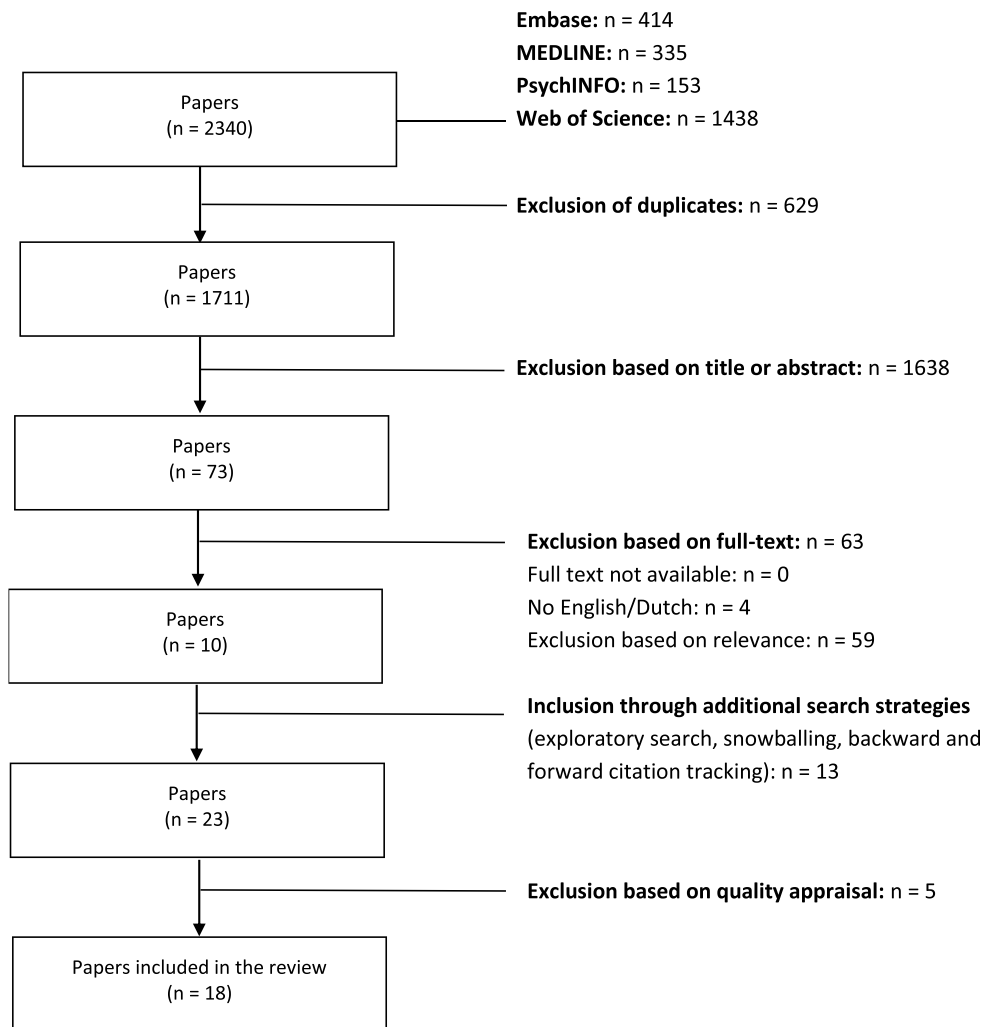 Embase: n = 414
MEDLINE: n = 335
PsychINFO: n = 153
Web of Science: n = 1438
Papers
(n = 2340)
Exclusion of duplicates: n = 629
Papers
(n = 1711)
Exclusion based on title or abstract: n = 1638
Papers
(n = 73)
Exclusion based on full-text: n = 63
Full text not available: n = 0
No English/Dutch: n = 4
Exclusion based on relevance: n = 59
Papers
(n = 10)
Inclusion through additional search strategies
(exploratory search, snowballing, backward and
forward citation tracking): n = 13
Papers
(n = 23)
Exclusion based on quality appraisal: n = 5
Papers included in the review
(n = 18)